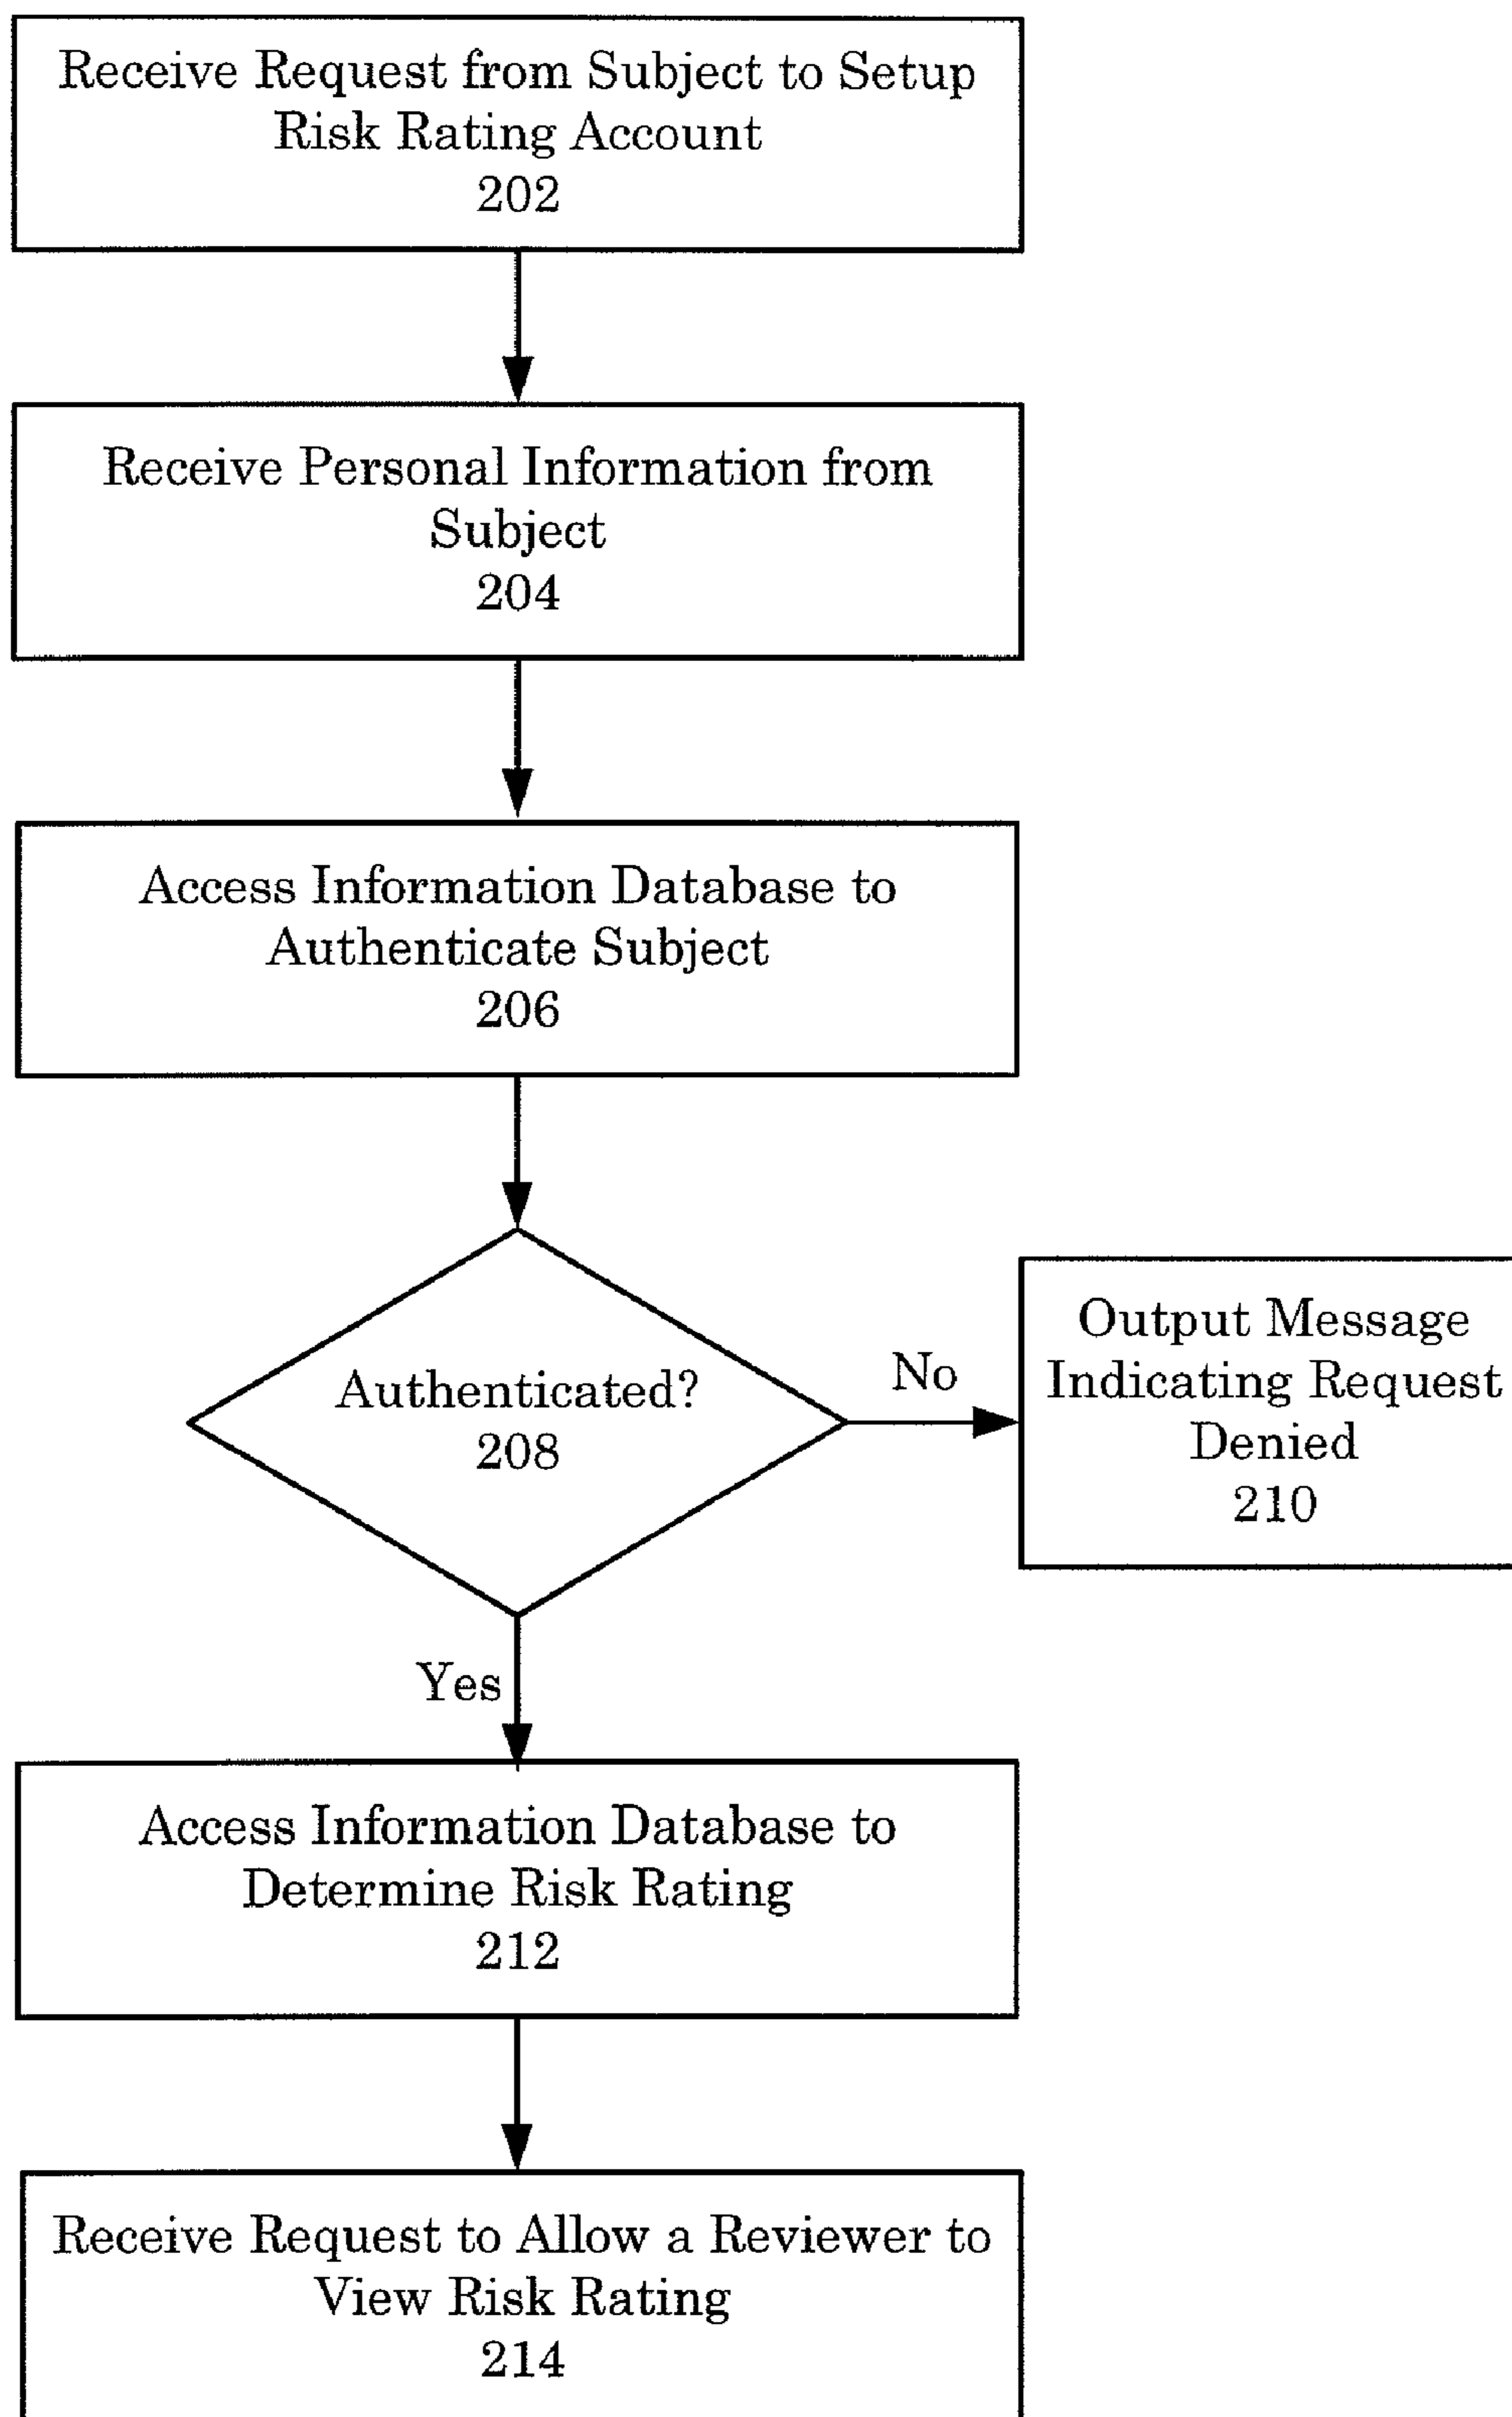 Receive Request from Subject to Setup
Risk Rating Account
202
Receive Personal Information from
Subject
204
Access Information Database to
Authenticate Subject
206
Authenticated?
208
No
Output Message
Indicating Request
Denied
210
Yes
Access Information Database to
Determine Risk Rating
212
Receive Request to Allow a Reviewer to
View Risk Rating
214